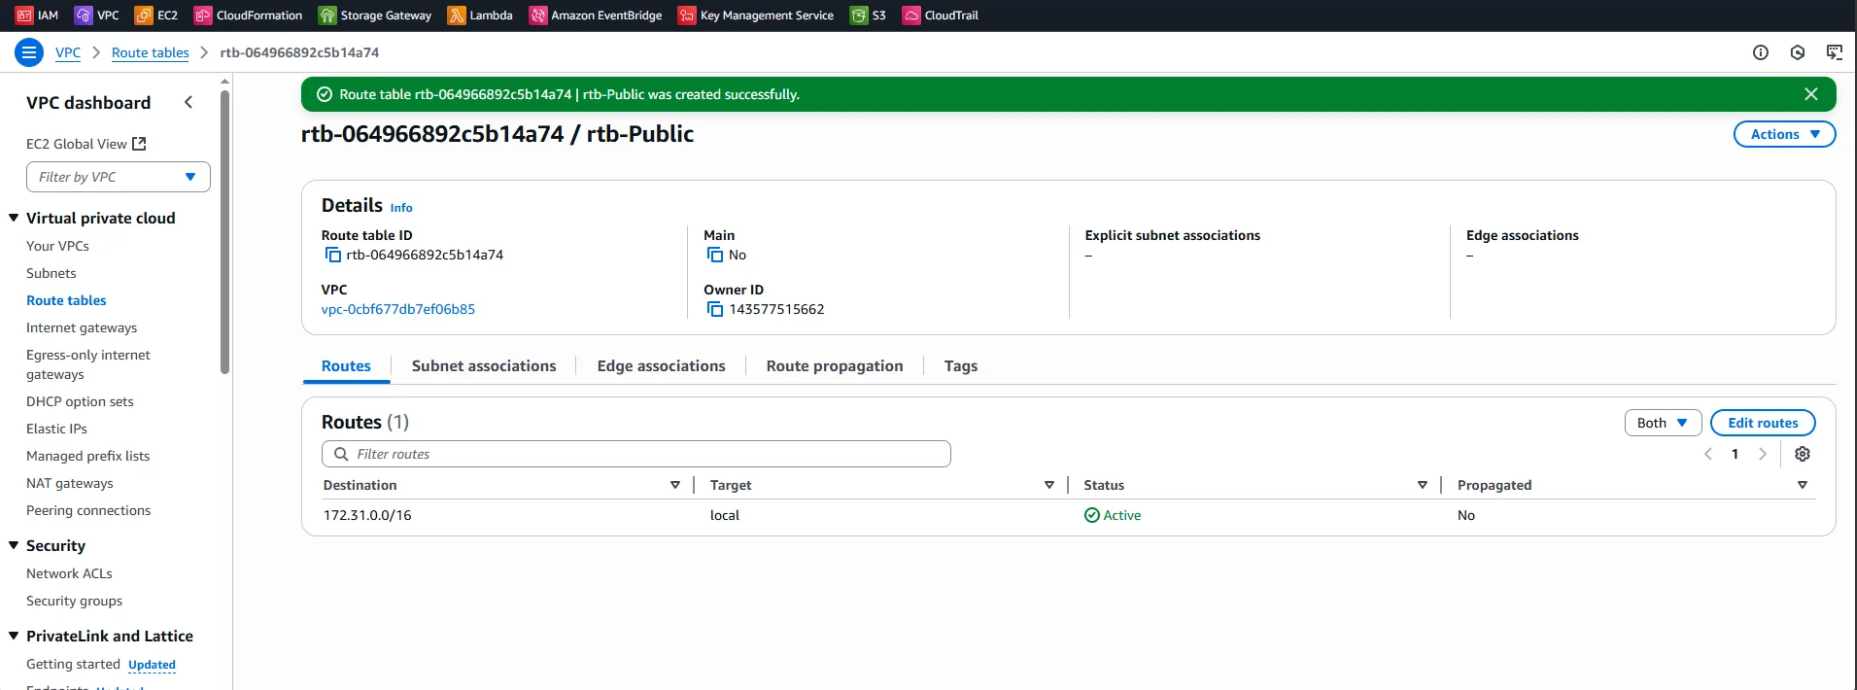 IAM VPC EC2 CloudFormation Storage Gateway Lambda Amazon EventBridge Key Management Service S3 CloudTrail
VPC > Route tables > rtb-064966892c5b14a74
VPC dashboard
EC2 Global View
Filter by VPC
Virtual private cloud
Your VPCs
Subnets
Route tables
Internet gateways
Egress-only internet
gateways
DHCP option sets
Elastic IPs
Managed prefix lists
NAT gateways
Peering connections
Security
Network ACLs
Security groups
PrivateLink and Lattice
Getting started Updated
Endpoints Updated
Route table rtb-064966892c5b14a74 | rtb-Public was created successfully.
rtb-064966892c5b14a74 / rtb-Public
Actions
Details Info
Route table ID
rtb-064966892c5b14a74
VPC
vpc-0cbf677db7ef06b85
Main
No
Owner ID
143577515662
Explicit subnet associations
–
Edge associations
–
Routes Subnet associations Edge associations Route propagation Tags
Routes (1)
Both Edit routes
Filter routes
1
Destination Target Status Propagated
172.31.0.0/16 local Active No